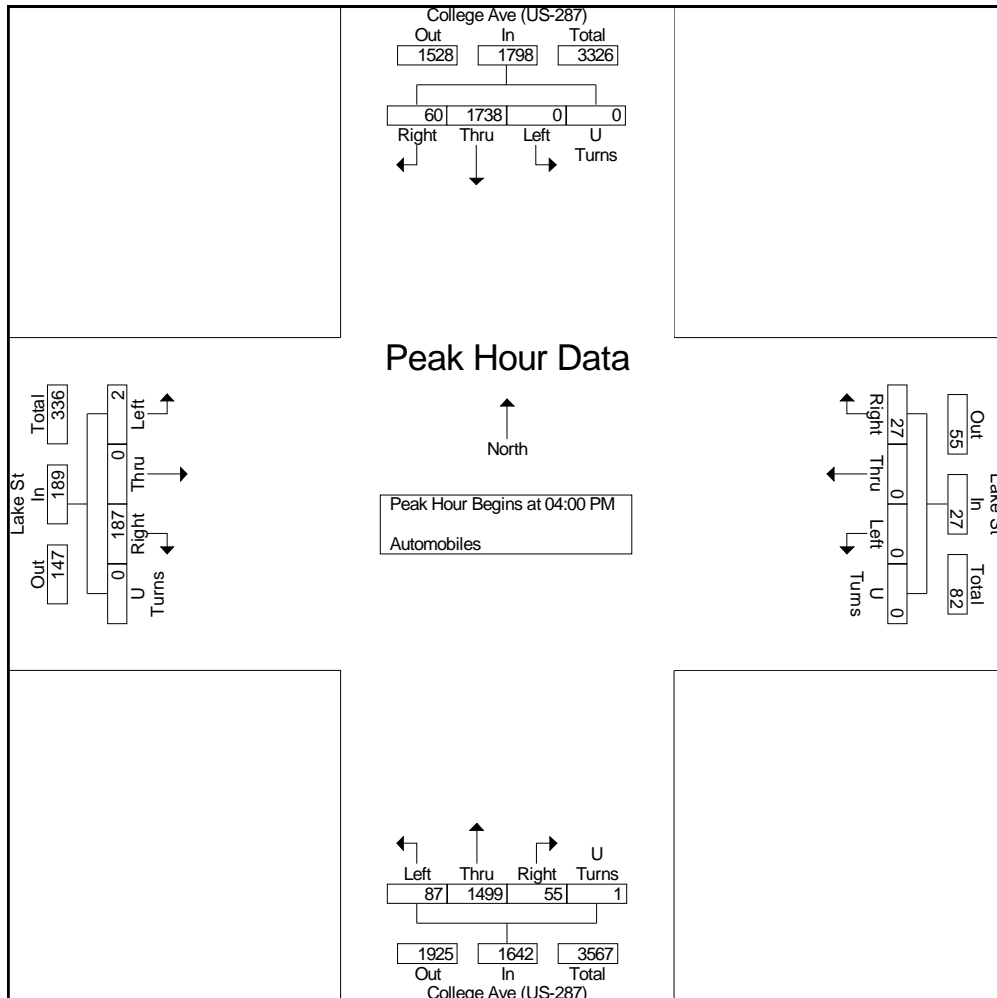 College Ave (US-287)
Out In Total
1528 1798 3326
60 1738 0 0
Right Thru Left U
Turns
Peak Hour Data
North
Peak Hour Begins at 04:00 PM
Automobiles
Lake St
Total In Out
336 189 147
2 0 187 0
Left Thru Right U
Turns
Lake St
Out In Total
55 27 82
27 0 0 0
Right Thru Left U
Turns
U
Left Thru Right Turns
87 1499 55 1
1925 1642 3567
Out In Total
College Ave (US-287)